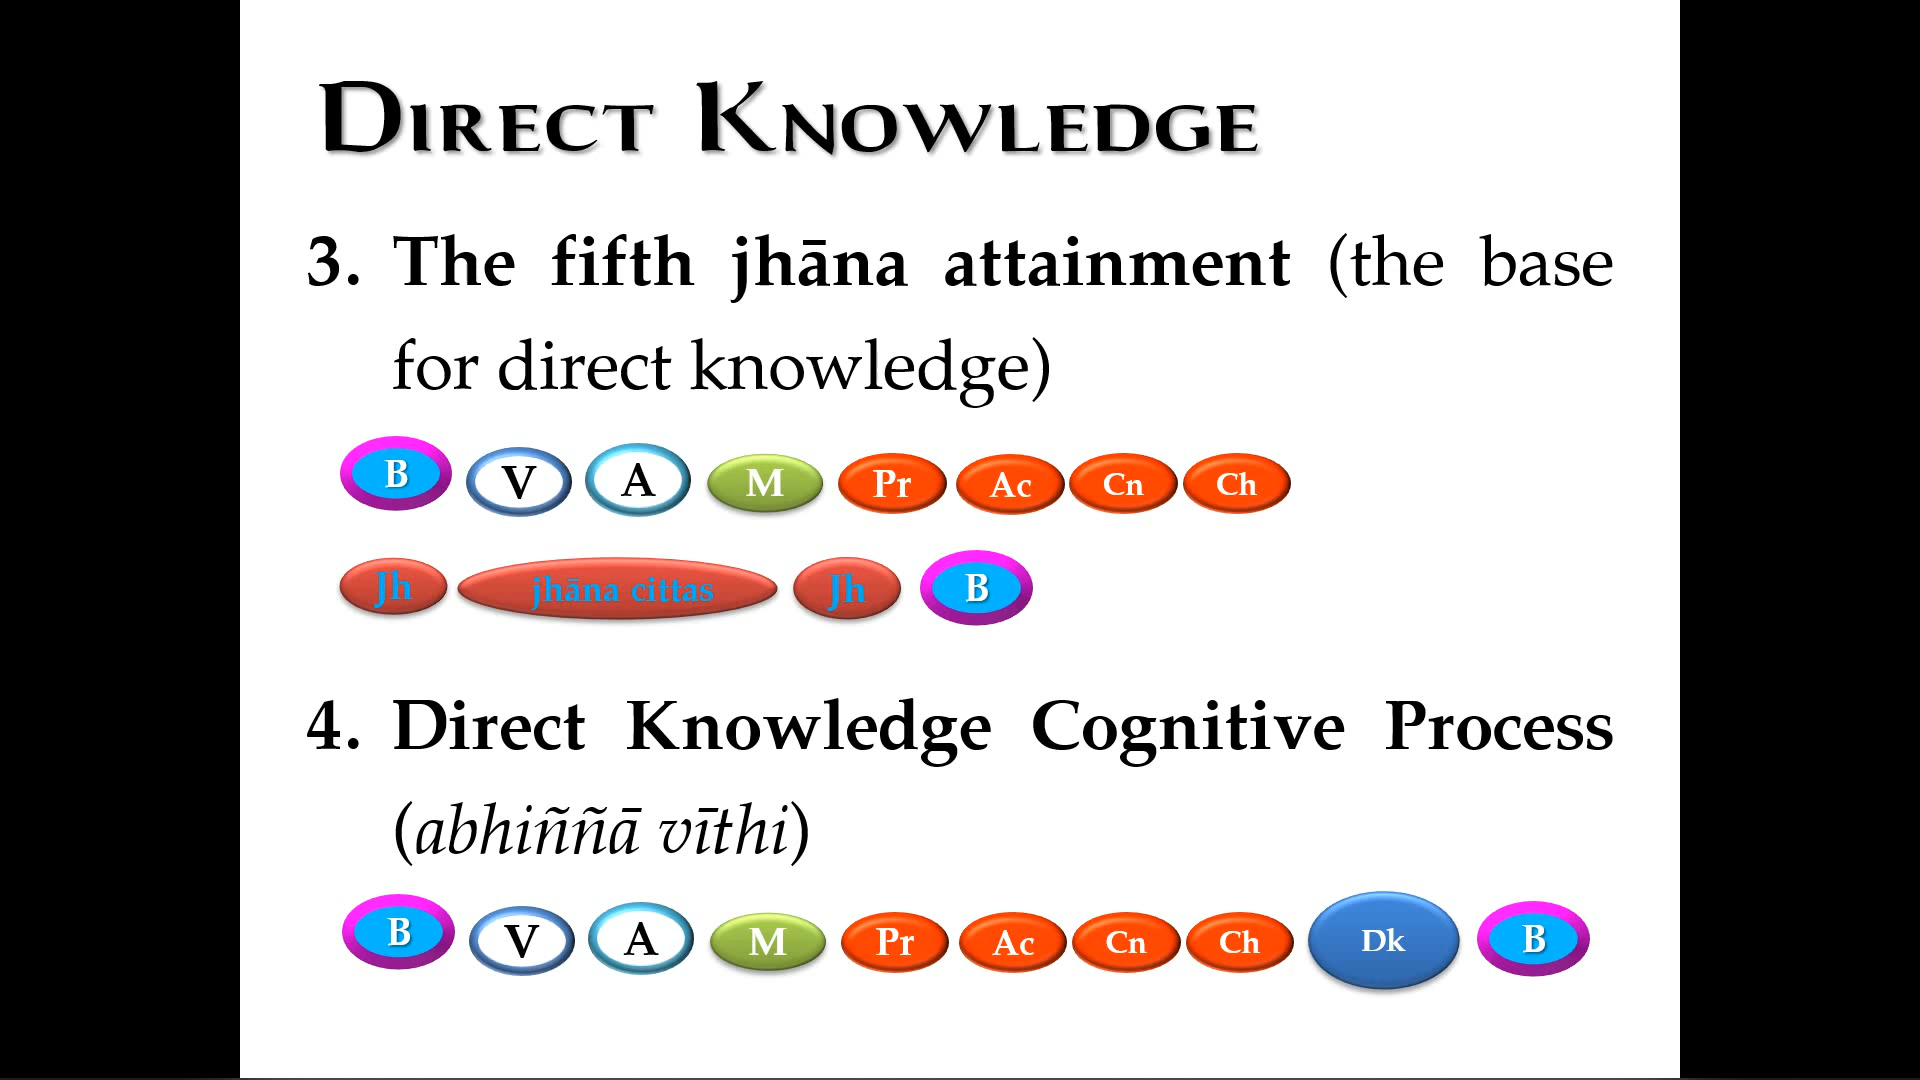 DIRECT KNOWLEDGE
3. The fifth jhāna attainment (the base
for direct knowledge)
B V A M Pr Ac Cn Ch
Jh jhāna cittas Jh B
4. Direct Knowledge Cognitive Process
(abhiññā vīthi)
B V A M Pr Ac Cn Ch Dk B